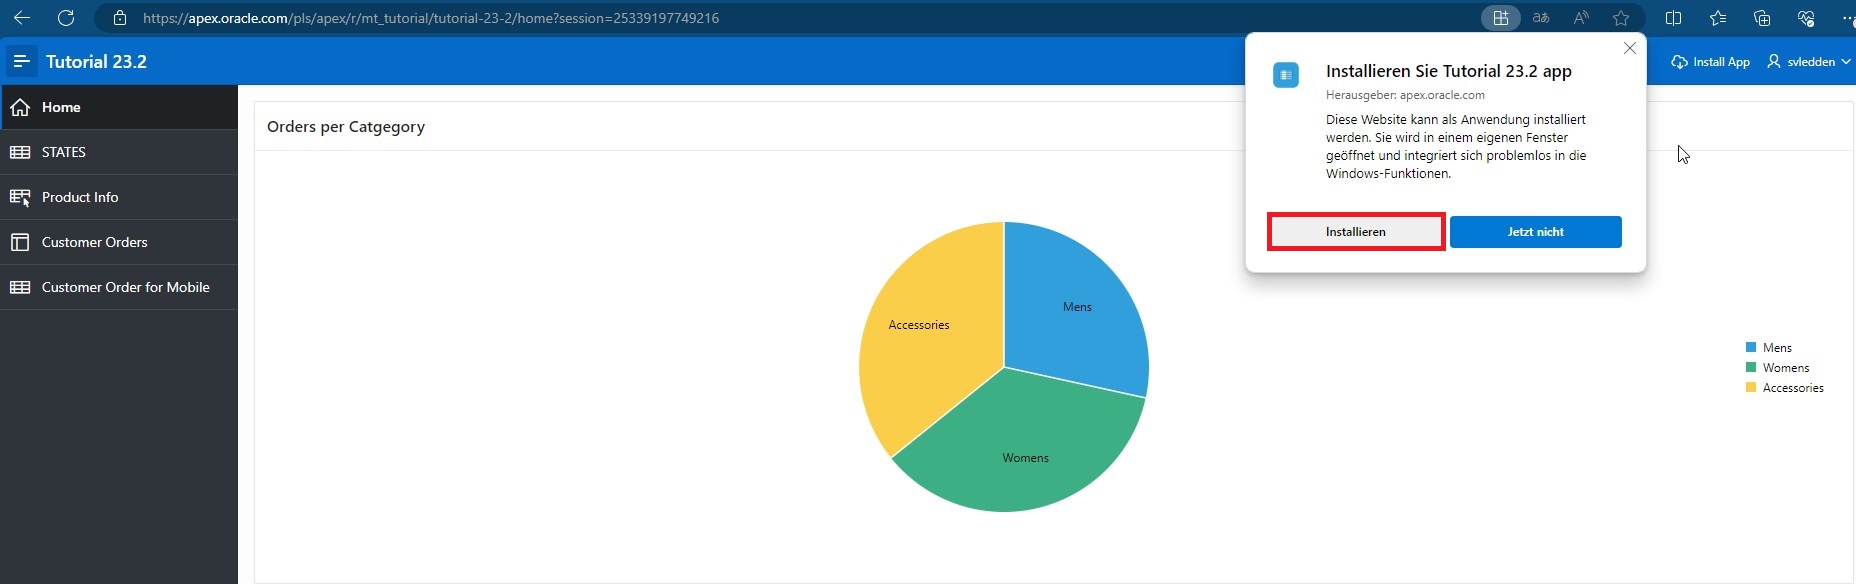 https://apex.oracle.com/pls/apex/r/mt_tutorial/tutorial-23-2/home?session=25339197749216
Tutorial 23.2
Install App
svledden
Home
STATES
Product Info
Customer Orders
Customer Order for Mobile
Orders per Catgegory
Installieren Sie Tutorial 23.2 app
Herausgeber: apex.oracle.com
Diese Website kann als Anwendung installiert
werden. Sie wird in einem eigenen Fenster
geöffnet und integriert sich problemlos in die
Windows-Funktionen.
Installieren
Jetzt nicht
Mens
Accessories
Womens
Mens
Womens
Accessories